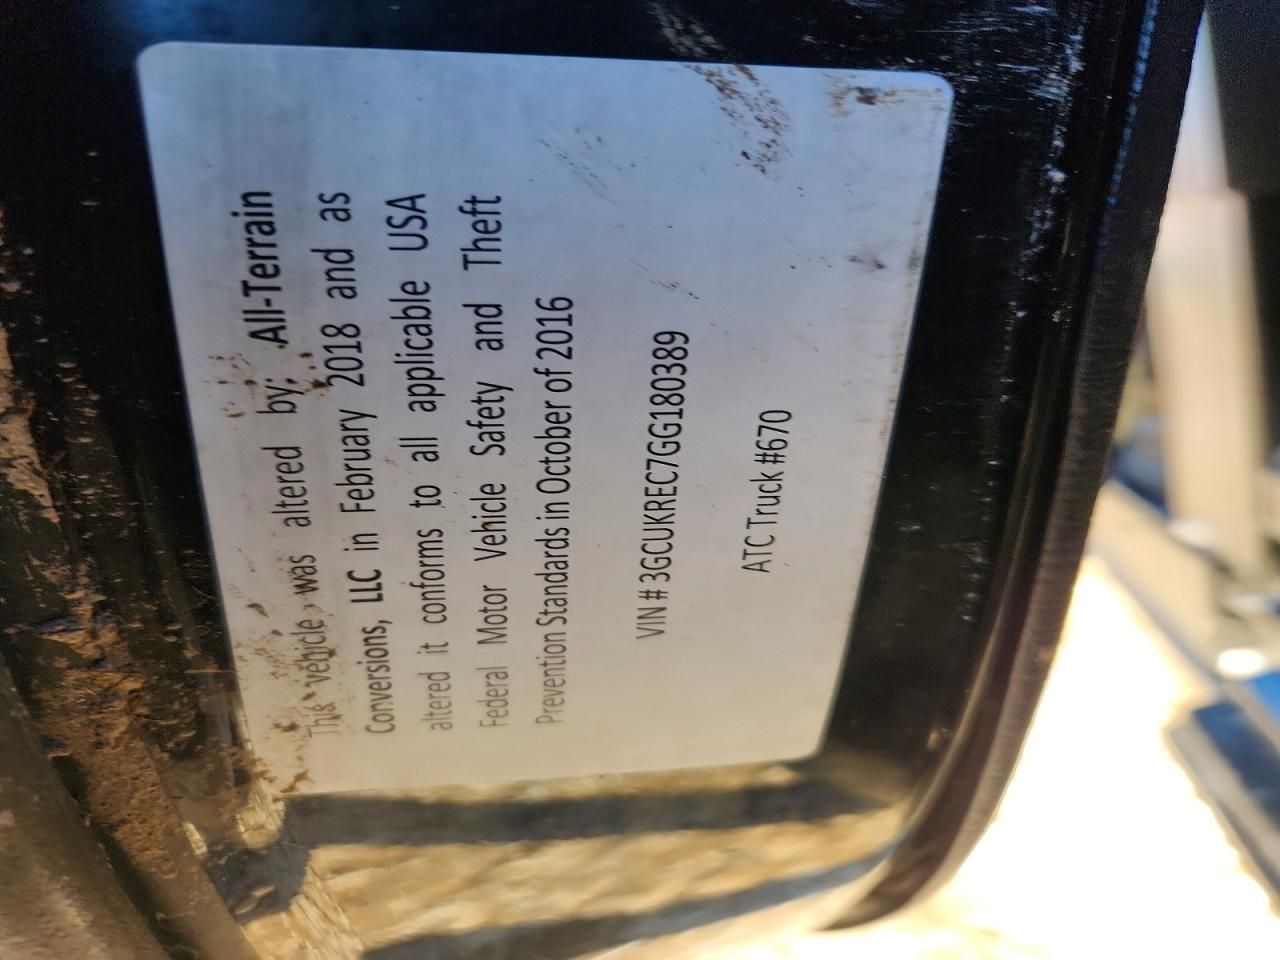 This vehicle was altered by: All-Terrain
Conversions, LLC in February 2018 and as
altered it conforms to all applicable USA
Federal Motor Vehicle Safety and Theft
Prevention Standards in October of 2016
VIN # 3GCUKREC7GG180389
ATC Truck #670